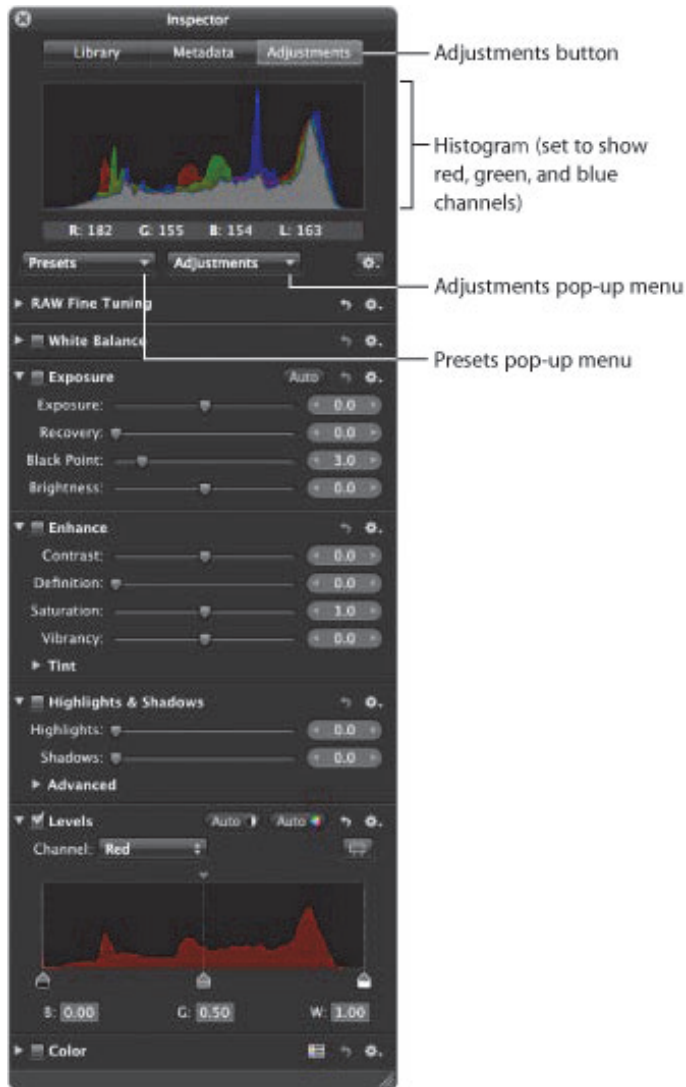 Inspector
Library Metadata Adjustments
Adjustments button
Histogram (set to show
red, green, and blue
channels)
R: 182 G: 155 B: 154 L: 163
Presets Adjustments
Adjustments pop-up menu
RAW Fine Tuning
White Balance
Presets pop-up menu
Exposure Auto
Exposure: 0.0
Recovery: 0.0
Black Point: 3.0
Brightness: 0.0
Enhance
Contrast: 0.0
Definition: 0.0
Saturation: 1.0
Vibrancy: 0.0
Tint
Highlights & Shadows
Highlights: 0.0
Shadows: 0.0
Advanced
Levels Auto Auto
Channel: Red
B: 0.00 G: 0.50 W: 1.00
Color